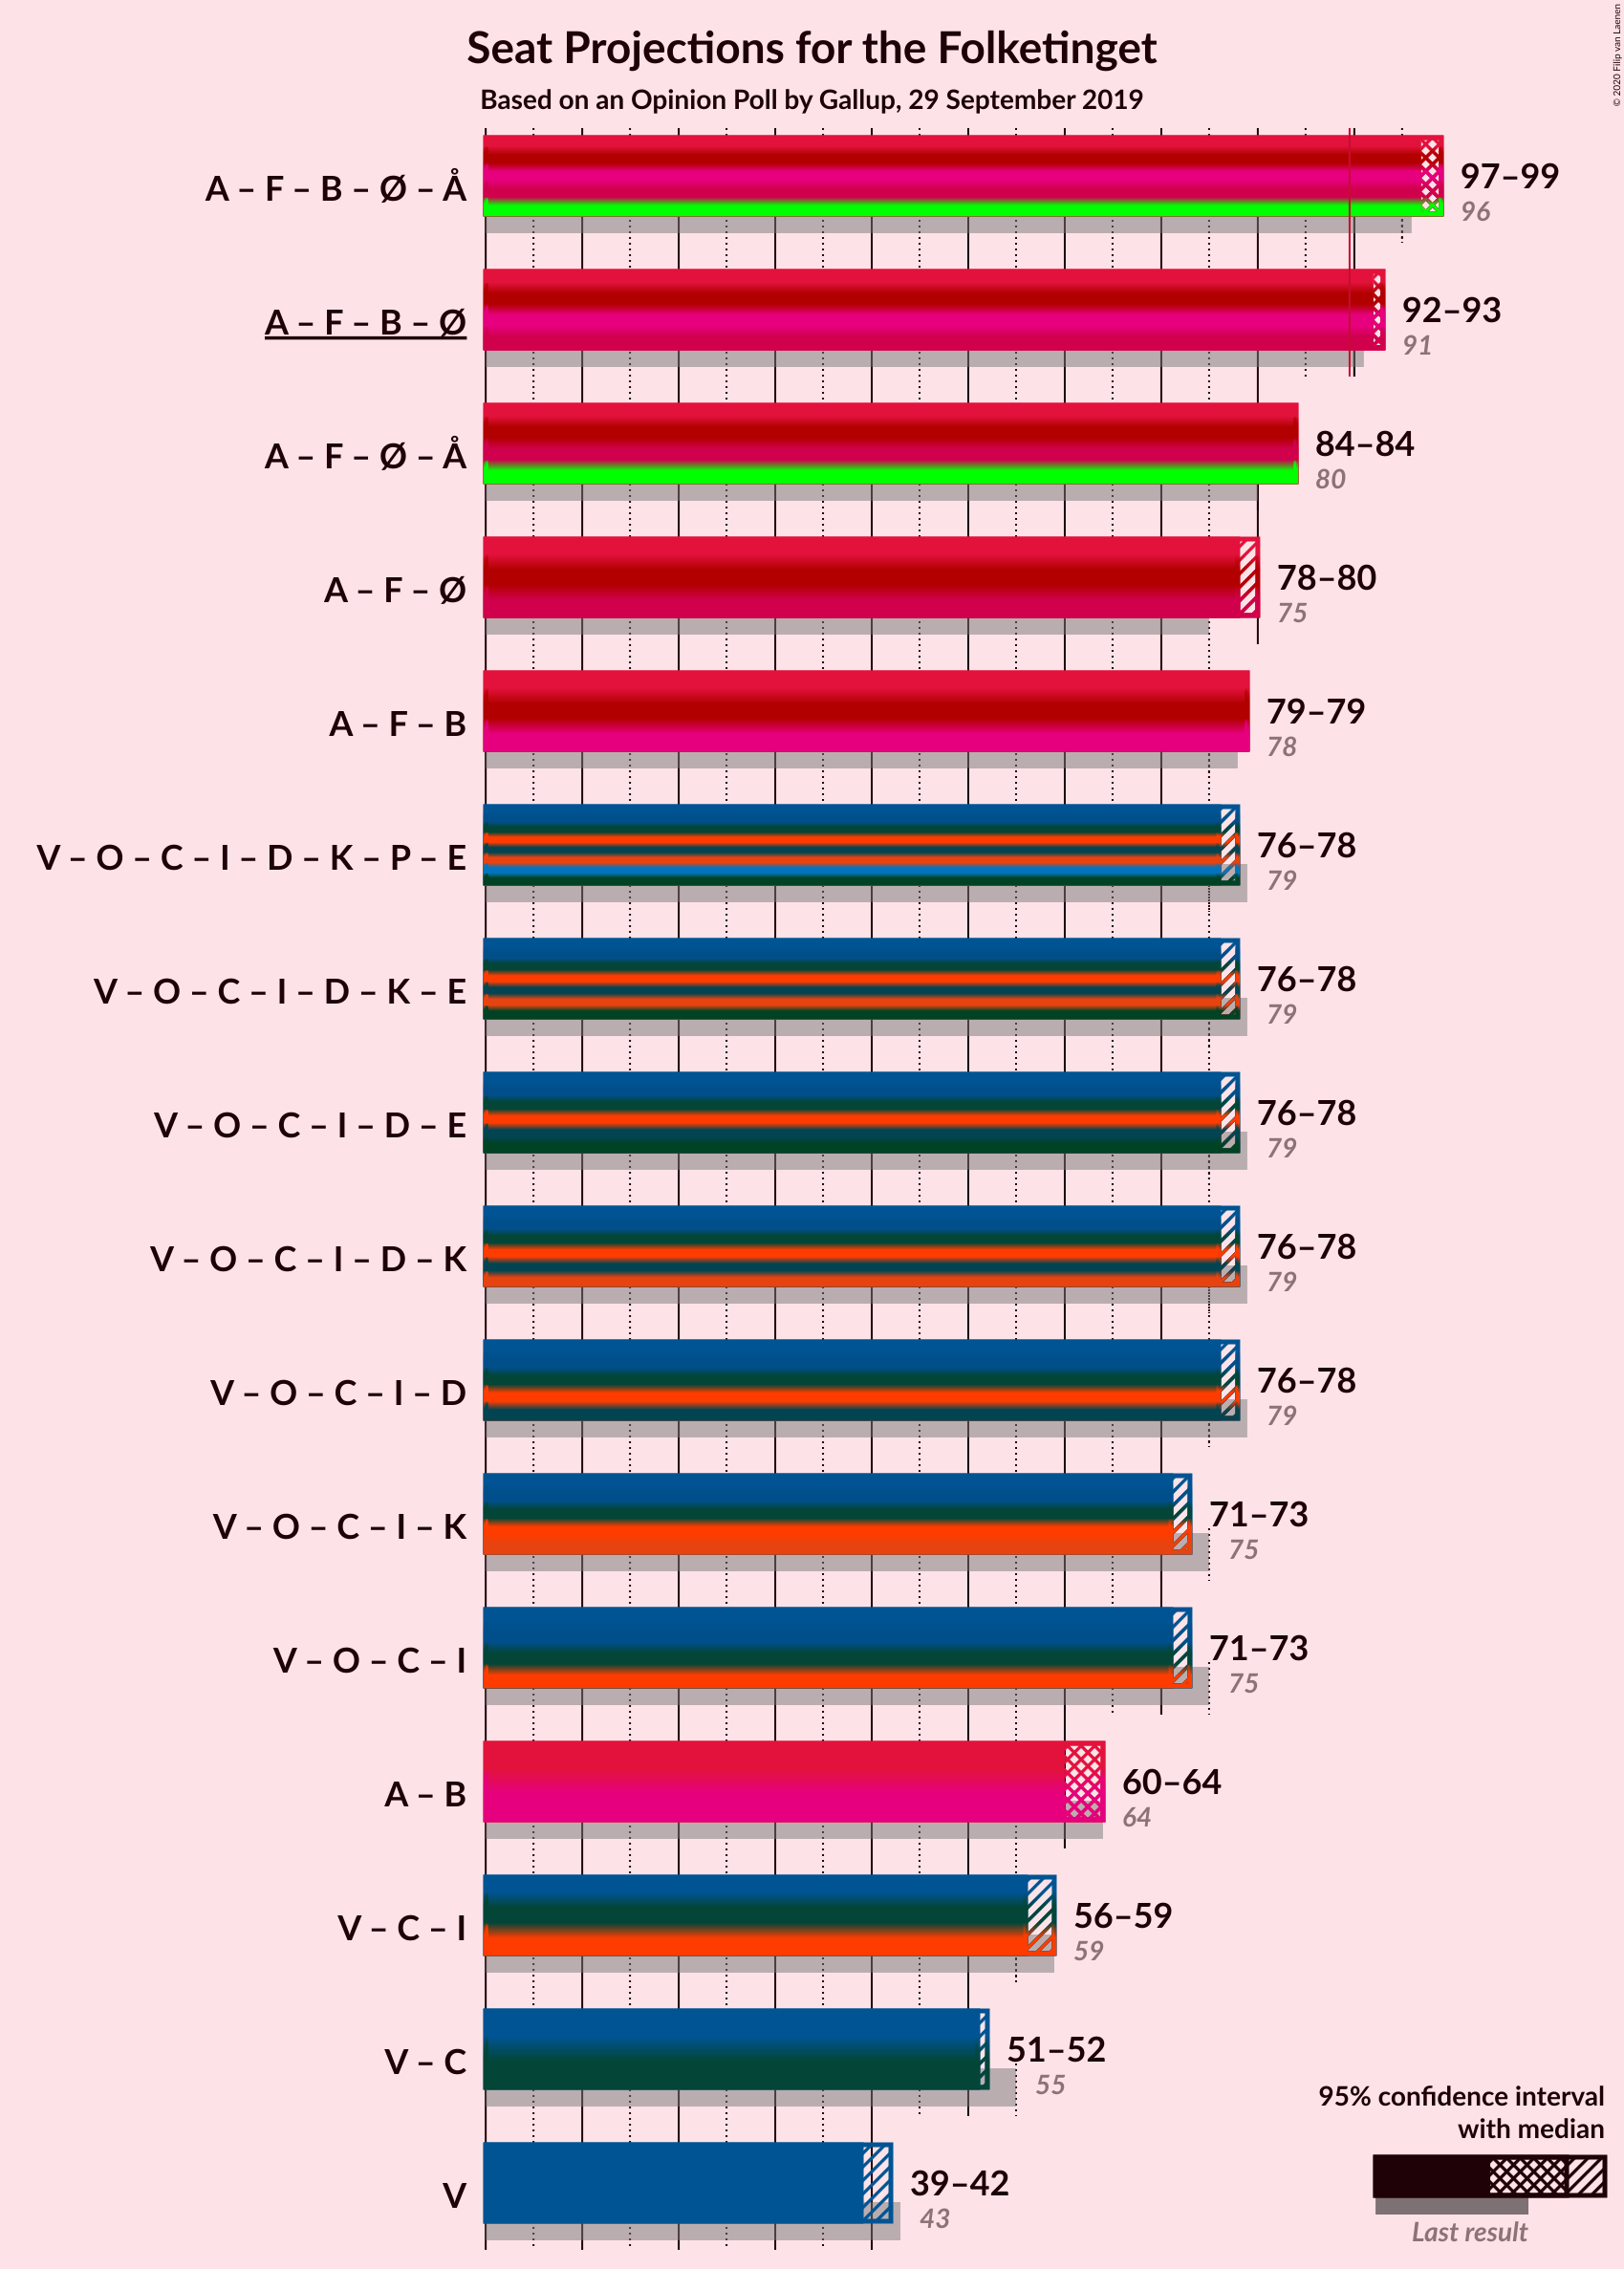 Seat Projections for the Folketinget
Based on an Opinion Poll by Gallup, 29 September 2019
© 2020 Filip van Laenen
A – F – B – Ø – Å
97–99
96
A – F – B – Ø
92–93
91
A – F – Ø – Å
84–84
80
A – F – Ø
78–80
75
A – F – B
79–79
78
V – O – C – I – D – K – P – E
76–78
79
V – O – C – I – D – K – E
76–78
79
V – O – C – I – D – E
76–78
79
V – O – C – I – D – K
76–78
79
V – O – C – I – D
76–78
79
V – O – C – I – K
71–73
75
V – O – C – I
71–73
75
A – B
60–64
64
V – C – I
56–59
59
V – C
51–52
55
V
39–42
43
95% confidence interval
with median
Last result